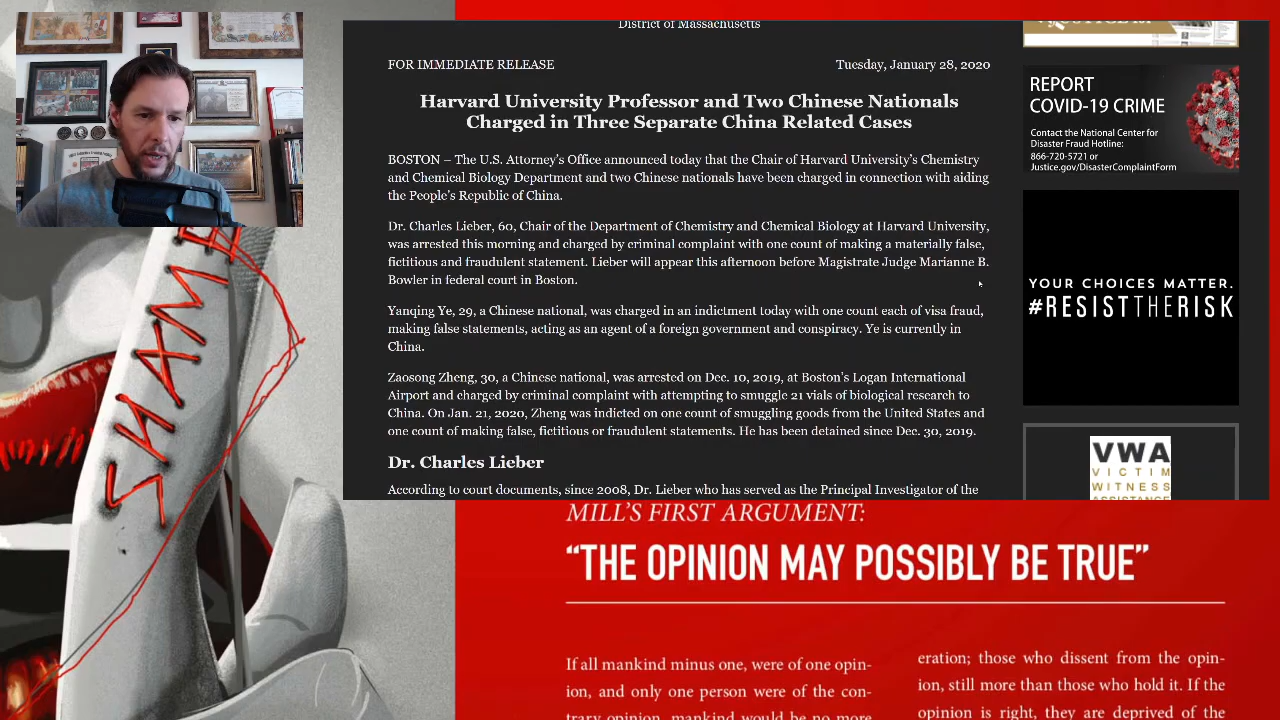 District of Massachusetts
FOR IMMEDIATE RELEASE
Tuesday, January 28, 2020
Harvard University Professor and Two Chinese Nationals
Charged in Three Separate China Related Cases
BOSTON – The U.S. Attorney's Office announced today that the Chair of Harvard University's Chemistry
and Chemical Biology Department and two Chinese nationals have been charged in connection with aiding
the People's Republic of China.
Dr. Charles Lieber, 60, Chair of the Department of Chemistry and Chemical Biology at Harvard University,
was arrested this morning and charged by criminal complaint with one count of making a materially false,
fictitious and fraudulent statement. Lieber will appear this afternoon before Magistrate Judge Marianne B.
Bowler in federal court in Boston.
Yanqing Ye, 29, a Chinese national, was charged in an indictment today with one count each of visa fraud,
making false statements, acting as an agent of a foreign government and conspiracy. Ye is currently in
China.
Zaosong Zheng, 30, a Chinese national, was arrested on Dec. 10, 2019, at Boston's Logan International
Airport and charged by criminal complaint with attempting to smuggle 21 vials of biological research to
China. On Jan. 21, 2020, Zheng was indicted on one count of smuggling goods from the United States and
one count of making false, fictitious or fraudulent statements. He has been detained since Dec. 30, 2019.
Dr. Charles Lieber
According to court documents, since 2008, Dr. Lieber who has served as the Principal Investigator of the
REPORT
COVID-19 CRIME
Contact the National Center for
Disaster Fraud Hotline:
866-720-5721 or
Justice.gov/DisasterComplaintForm
YOUR CHOICES MATTER.
#RESISTTHERISK
VWA
VICTIM
WITNESS
ASSISTANCE
SHAME
MILL'S FIRST ARGUMENT:
“THE OPINION MAY POSSIBLY BE TRUE”
If all mankind minus one, were of one opin-
ion, and only one person were of the con-
trary opinion, mankind would be no more
eration; those who dissent from the opin-
ion, still more than those who hold it. If the
opinion is right, they are deprived of the